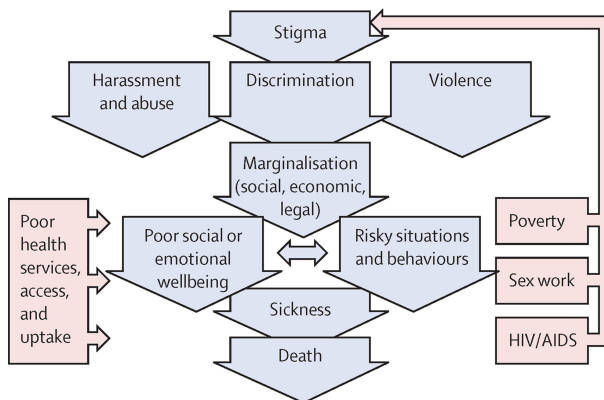 Stigma
Harassment
and abuse
Discrimination
Violence
Marginalisation
(social, economic,
legal)
Poor
health
services,
access,
and
uptake
Poor social or
emotional
wellbeing
Risky situations
and behaviours
Poverty
Sex work
HIV/AIDS
Sickness
Death